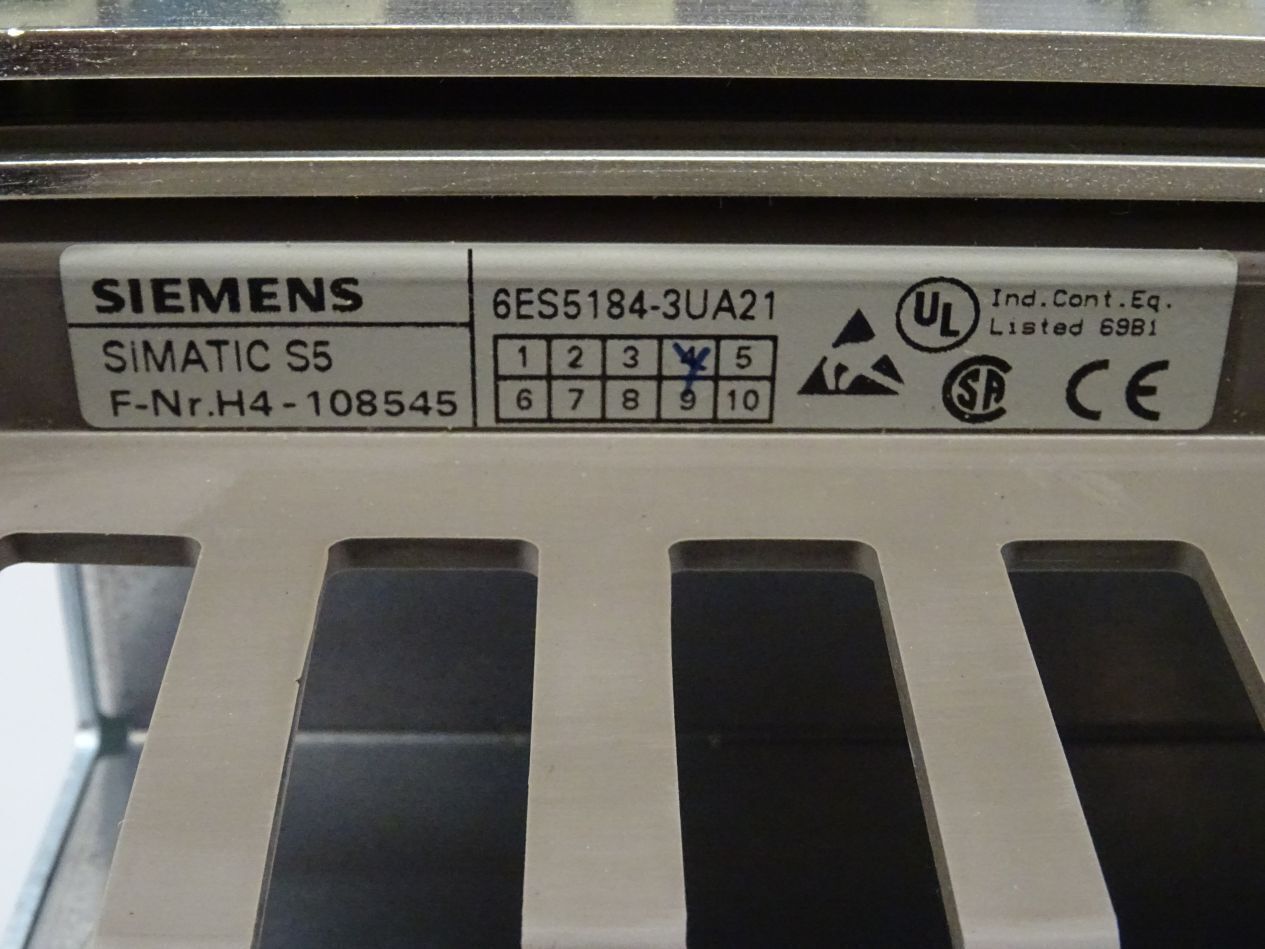 SIEMENS
SIMATIC S5
F-Nr.H4-108545
6ES5184-3UA21
1 2 3 4 5
6 7 8 9 10
UL
Ind.Cont.Eq.
Listed 69B1
SA
CE